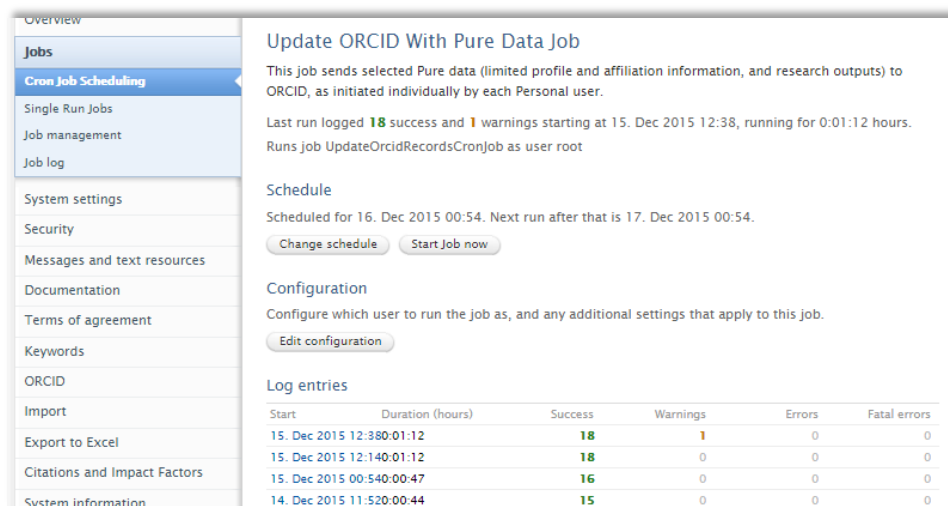 Overview
Jobs
Cron Job Scheduling
Single Run Jobs
Job management
Job log
System settings
Security
Messages and text resources
Documentation
Terms of agreement
Keywords
ORCID
Import
Export to Excel
Citations and Impact Factors
System information
Update ORCID With Pure Data Job
This job sends selected Pure data (limited profile and affiliation information, and research outputs) to
ORCID, as initiated individually by each Personal user.
Last run logged 18 success and 1 warnings starting at 15. Dec 2015 12:38, running for 0:01:12 hours.
Runs job UpdateOrcidRecordsCronJob as user root
Schedule
Scheduled for 16. Dec 2015 00:54. Next run after that is 17. Dec 2015 00:54.
Change schedule Start Job now
Configuration
Configure which user to run the job as, and any additional settings that apply to this job.
Edit configuration
Log entries
Start Duration (hours) Success Warnings Errors Fatal errors
15. Dec 2015 12:38 0:01:12 18 1 0 0
15. Dec 2015 12:14 0:01:12 18 0 0 0
15. Dec 2015 00:54 0:00:47 16 0 0 0
14. Dec 2015 11:52 0:00:44 15 0 0 0